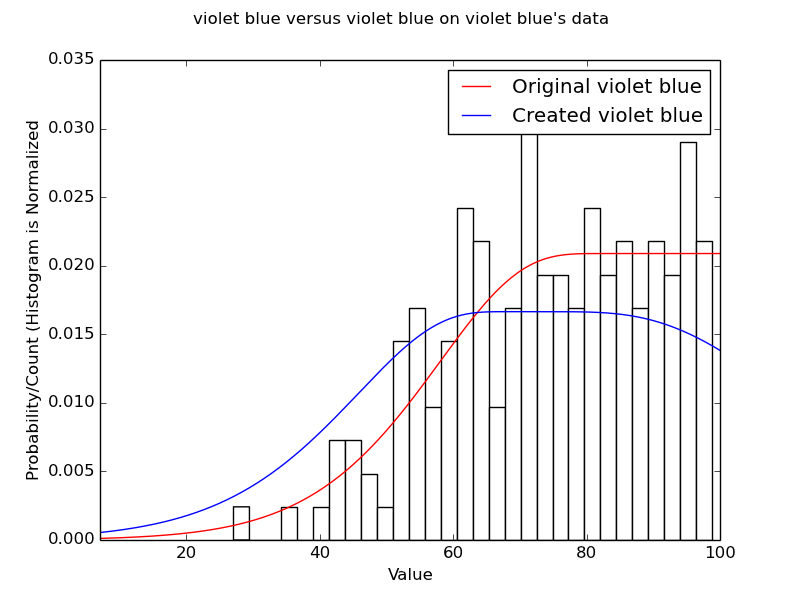 violet blue versus violet blue on violet blue's data
Original violet blue
Created violet blue
Probability/Count (Histogram is Normalized
0.035
0.030
0.025
0.020
0.015
0.010
0.005
0.000
20 40 60 80 100
Value